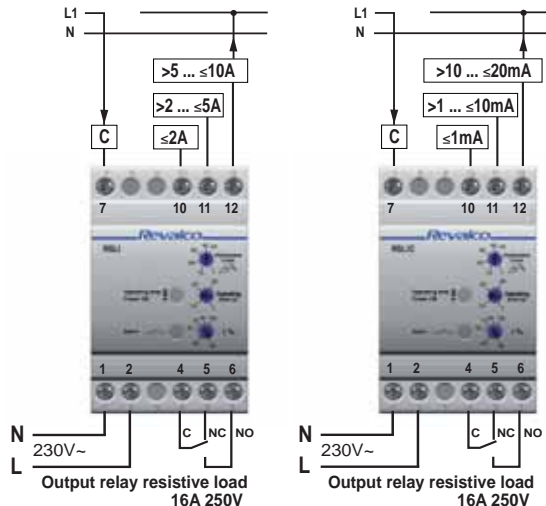 L1
N
>5 ... ≤10A
>2 ... ≤5A
C
≤2A
7 10 11 12
Revalco
1 2 4 5 6
N
230V~
L
C NC NO
Output relay resistive load
16A 250V
L1
N
>10 ... ≤20mA
>1 ... ≤10mA
C
≤1mA
7 10 11 12
Revalco
1 2 4 5 6
N
230V~
L
C NC NO
Output relay resistive load
16A 250V